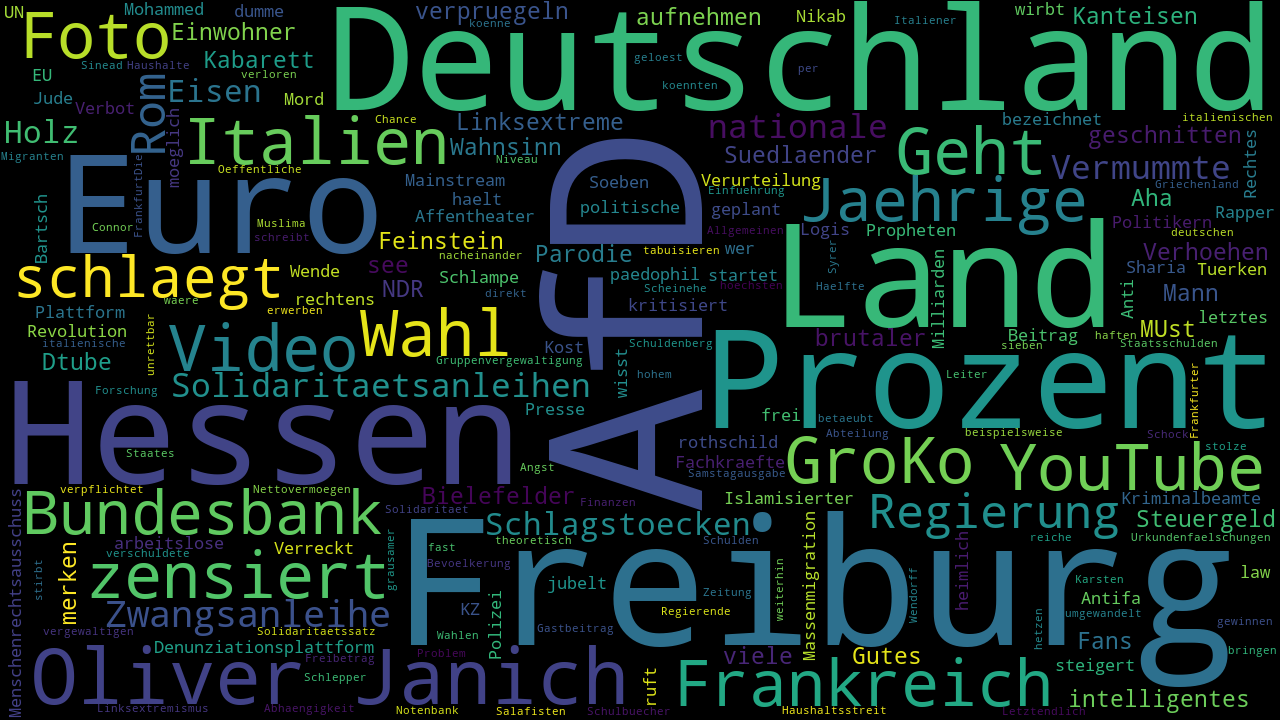 UN
Mohammed
dumme
verpruegeln
koenne
aufnehmen
Nikab
Italiener
wirbt
Kanteisen
Foto
Einwohner
Deutschland
Sinead
Haushalte
Kabarett
geloest
per
EU
verloren
koennten
Jude
Verbot
Rom
Eisen
Mord
Holz
moeglich
Italien
Chance
Linksextreme
nationale
bezeichnet
italienischen
geschnitten
Migranten
FrankfurtDie
Oeffentliche
Wahnsinn
Niveau
Suedlaender
Geht
Vermummte
Rechtes
Euro
Mainstream
Soeben
Verurteilung
Einfuehrung
Jaehrige
Griechenland
haelt
Aha
politische
geplant
Rapper
Bartsch
Connor
Muslima
Affentheater
Allgemeinen
Logis
Propheten
Politikern
deutschen
schreibt
Feinstein
nacheinander
Parodie
tabuisieren
wer
Syrer
Land
Verhoehen
schlaegt
Wende
see
Schlampe
paedophil
startet
Sharia
Tuerken
NDR
direkt
Scheinehe
hoechsten
Haelfte
Milliarden
Anti
Mann
waere
rechtens
erwerben
AfD
kritisiert
Plattform
Revolution
unrettbar
Video
Wahl
brutaler
Beitrag
haften
MUst
letztes
italienische
Kost
Schuldenberg
sieben
Staatsschulden
Dtube
Gruppenvergewaltigung
wisst
Prozent
Forschung
Solidaritaetsanleihen
hohem
Leiter
Frankfurter
Hessen
Presse
frei
betaeubt
Abteilung
beispielsweise
Schock
stolze
Staates
Angst
rothschild
Fachkraefte
Samstagausgabe
GroKo
YouTube
verpflichtet
Nettovermoegen
Bielefelder
Finanzen
Islamisierter
Kriminalbeamte
Menschenrechtsausschuss
Bundesbank
Solidaritaet
Schlagstoecken
Massenmigration
Regierung
Steuergeld
arbeitslose
verschuldete
Verreckt
grausamer
fast
theoretisch
Schulden
heimlich
reiche
Urkundenfaelschungen
stirbt
merken
zensiert
Bevoelkerung
Freiburg
jubelt
Zeitung
weiterhin
Wendorff
Karsten
law
Zwangsanleihe
KZ
Polizei
Regierende
Antifa
umgewandelt
vergewaltigen
Solidaritaetssatz
Wahlen
Gastbeitrag
hetzen
gewinnen
Denunziationsplattform
Freibetrag
Problem
viele
Gutes
Fans
bringen
Oliver Janich
Schlepper
ruft
Frankreich
steigert
intelligentes
Linksextremismus
Abhaengigkeit
Notenbank
Salafisten
Schulbuecher
Haushaltsstreit
Letztendlich